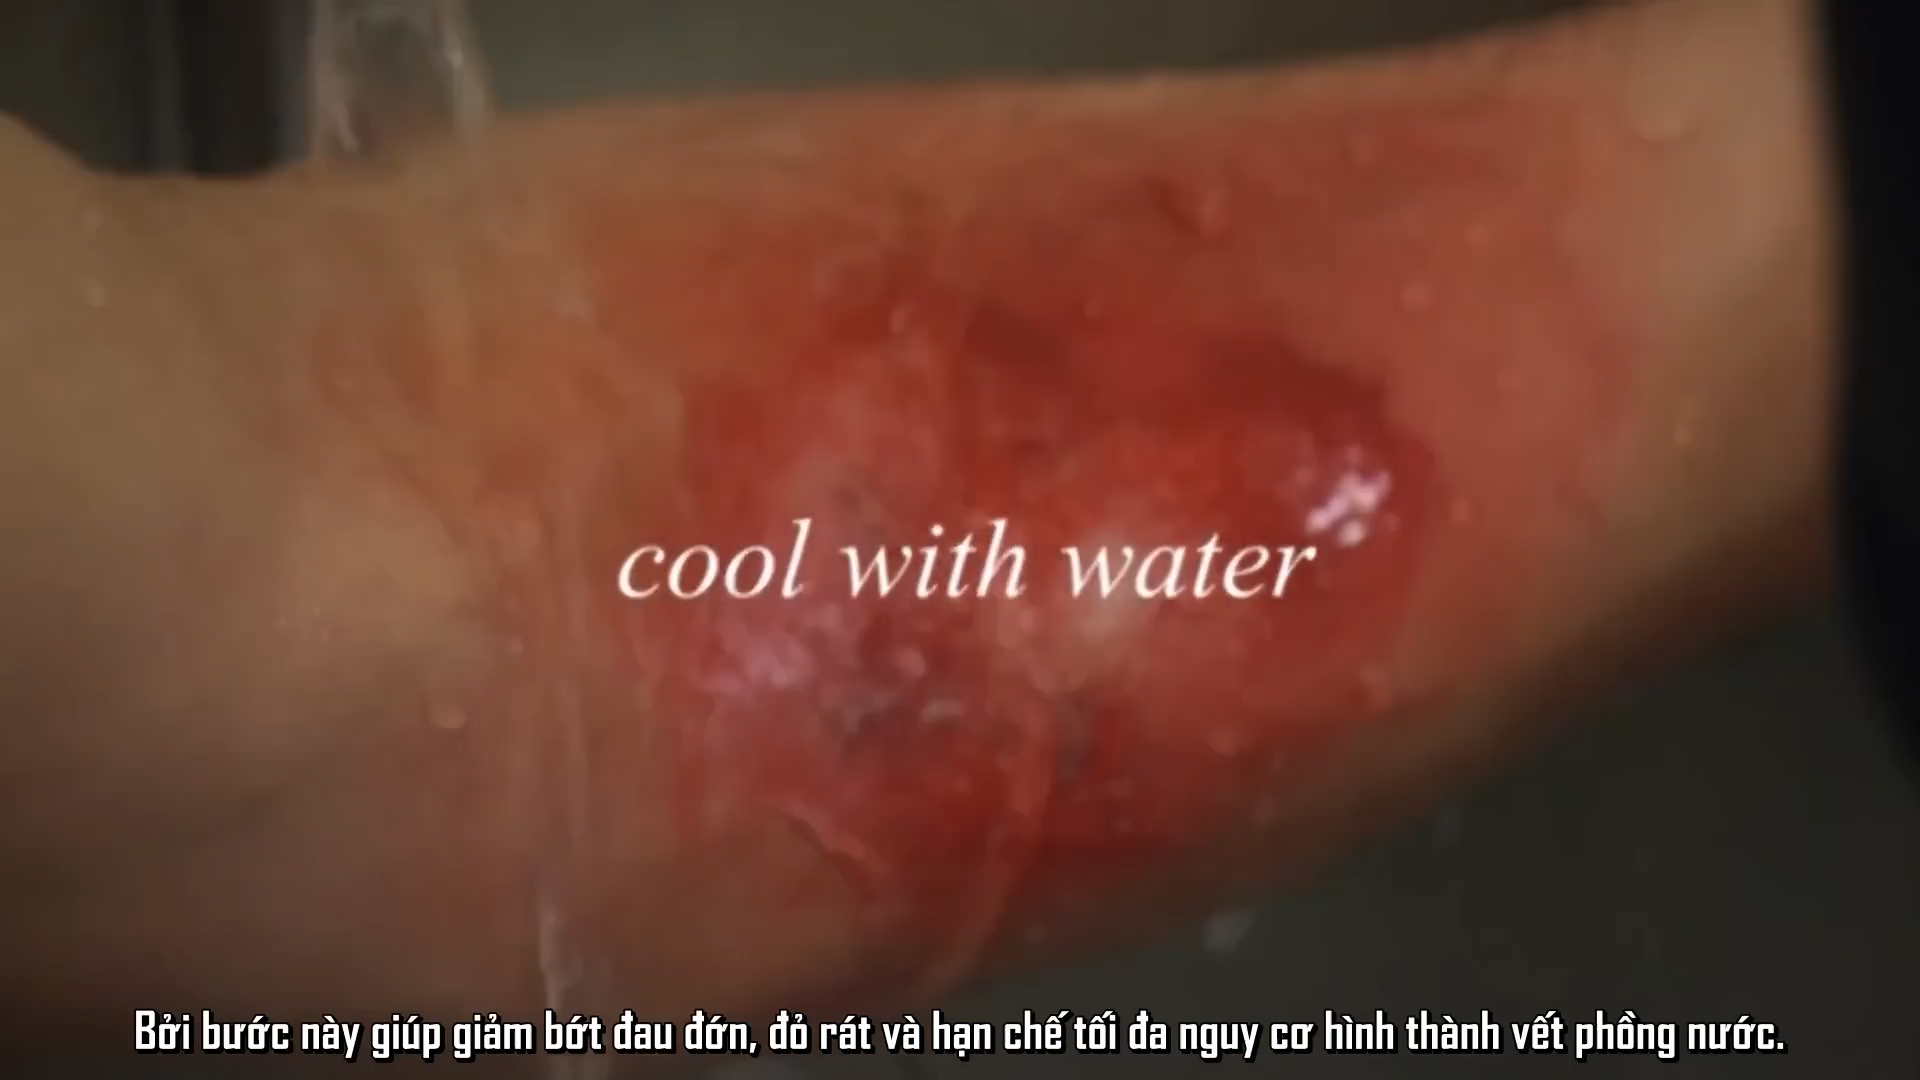 cool with water
Bởi bước này giúp giảm bớt đau đớn, đỏ rát và hạn chế tối đa nguy cơ hình thành vết phồng nước.